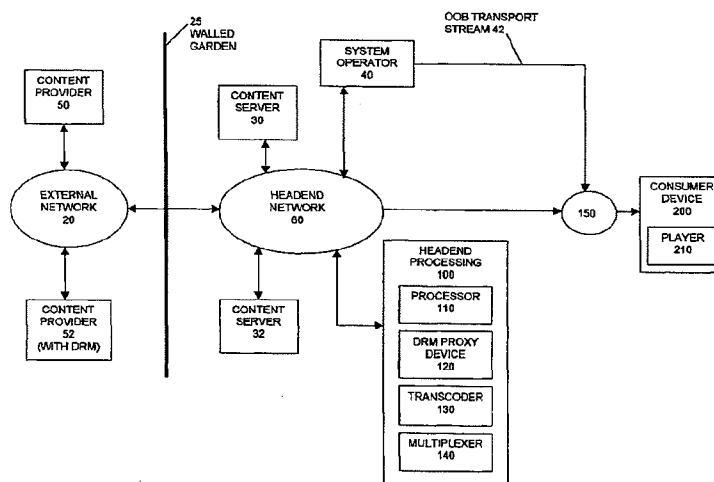 25
WALLED
GARDEN
OOB TRANSPORT
STREAM 42
SYSTEM
OPERATOR
40
CONTENT
PROVIDER
50
CONTENT
SERVER
30
EXTERNAL
NETWORK
20
HEADEND
NETWORK
60
150
CONSUMER
DEVICE
200
PLAYER
210
CONTENT
PROVIDER
52
(WITH DRM)
CONTENT
SERVER
32
HEADEND
PROCESSING
100
PROCESSOR
110
DRM PROXY
DEVICE
120
TRANSCODER
130
MULTIPLEXER
140